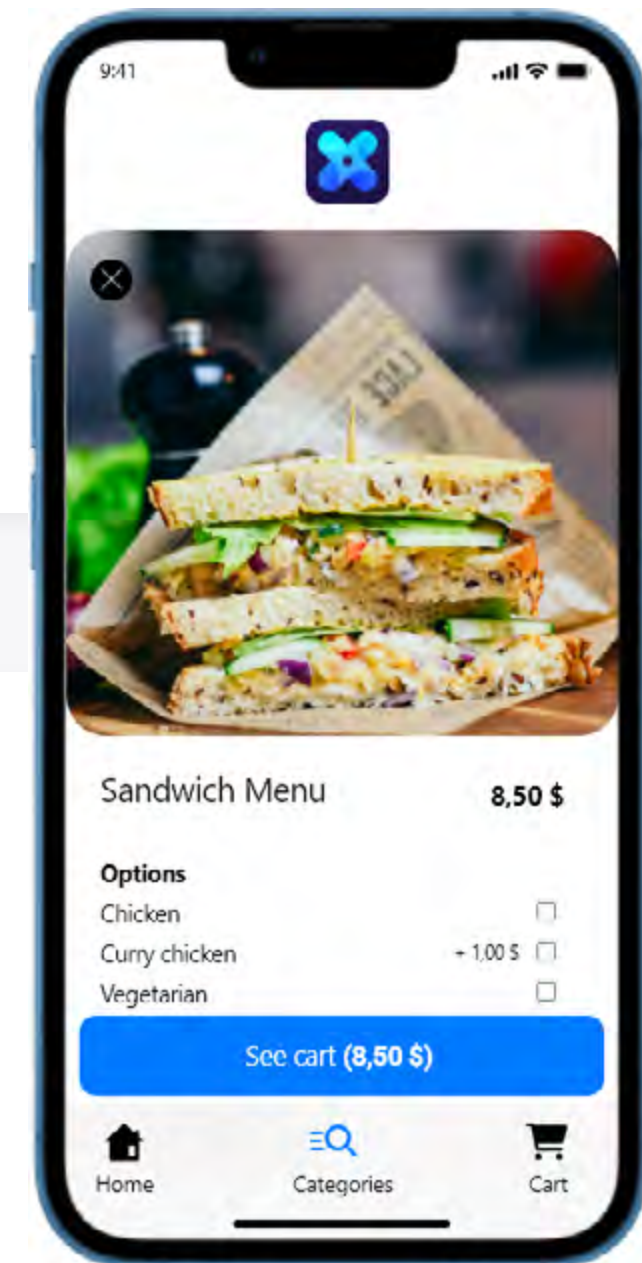 9:41
LARGE
Sandwich Menu 8,50 $
Options
Chicken
Curry chicken + 1,00 $
Vegetarian
See cart (8,50 $)
Home Categories Cart